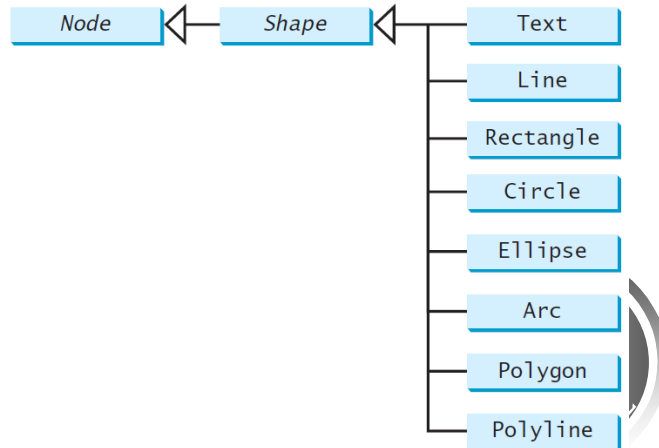 Node
Shape
Text
Line
Rectangle
Circle
Ellipse
Arc
Polygon
Polyline